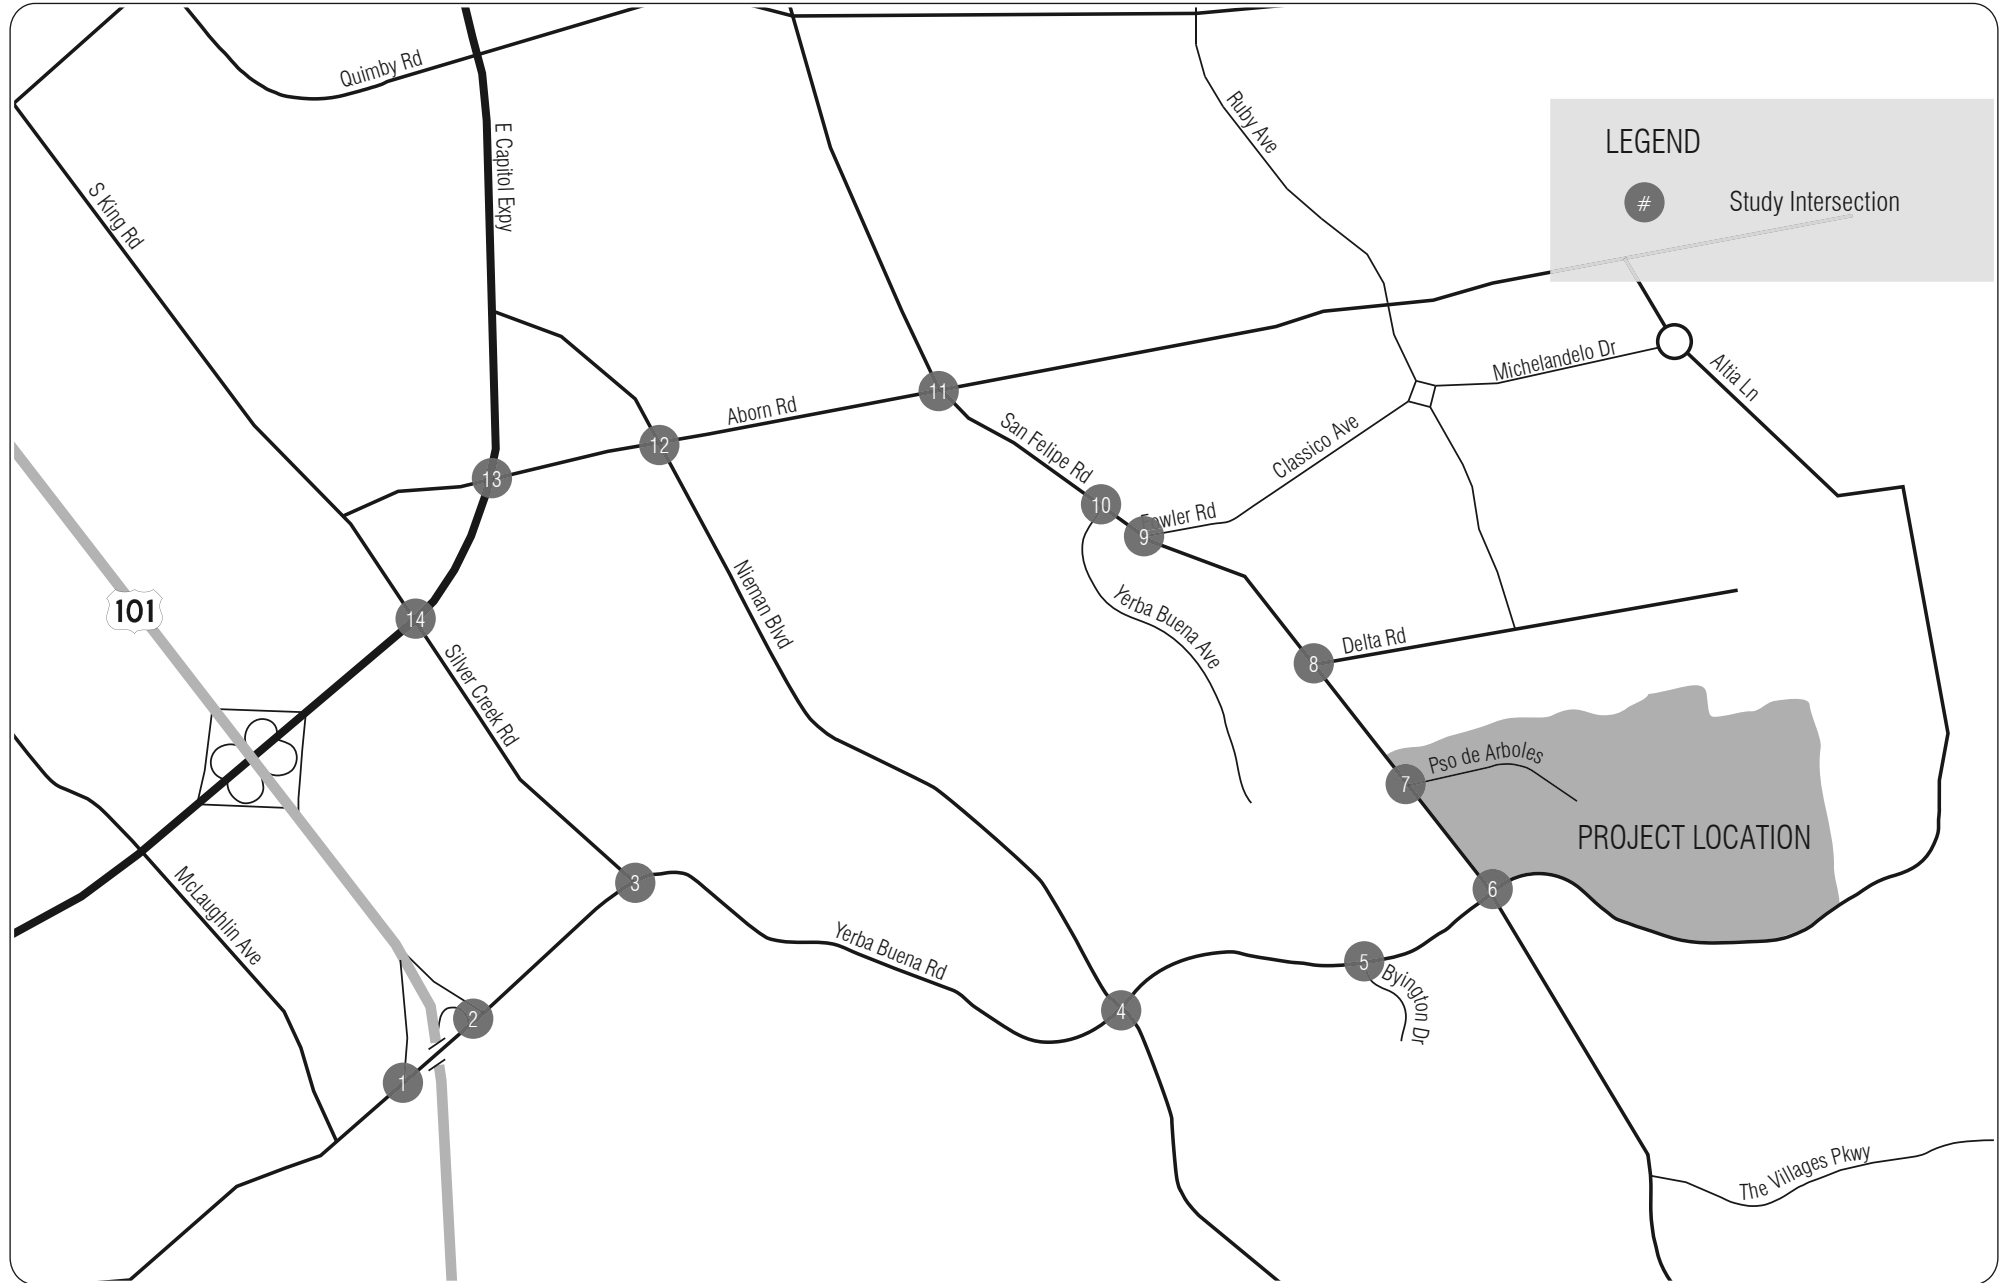 Quimby Rd
E Capitol Expy
Ruby Ave
LEGEND
# Study Intersection
S King Rd
Michelandelo Dr
Altia Ln
11
Aborn Rd
12
San Felipe Rd
Classico Ave
13
10
Fowler Rd
9
101
14
Nieman Blvd
Yerba Buena Ave
Silver Creek Rd
8
Delta Rd
7
Pso de Arboles
PROJECT LOCATION
McLaughlin Ave
3
6
Yerba Buena Rd
5
Byington Dr
2
4
1
The Villages Pkwy